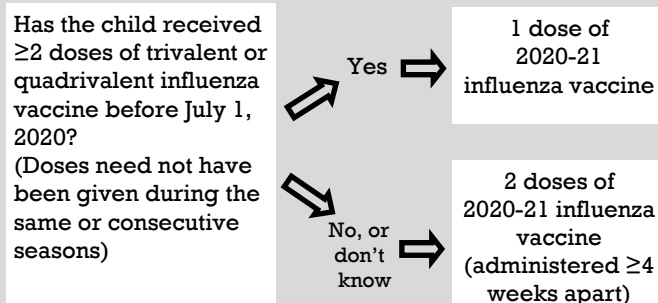 Has the child received
≥2 doses of trivalent or
quadrivalent influenza
vaccine before July 1,
2020?
(Doses need not have
been given during the
same or consecutive
seasons)
Yes
1 dose of
2020-21
influenza vaccine
No, or
don't
know
2 doses of
2020-21 influenza
vaccine
(administered ≥4
weeks apart)